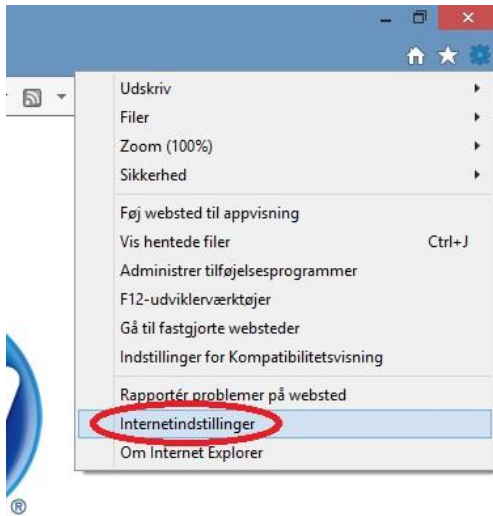 Udskriv
Filer
Zoom (100%)
Sikkerhed
Føj websted til appvisning
Vis hentede filer Ctrl+J
Administrer tilføjelsesprogrammer
F12-udviklerværktøjer
Gå til fastgjorte websteder
Indstillinger for Kompatibilitetsvisning
Rapportér problemer på websted
Internetindstillinger
Om Internet Explorer
®